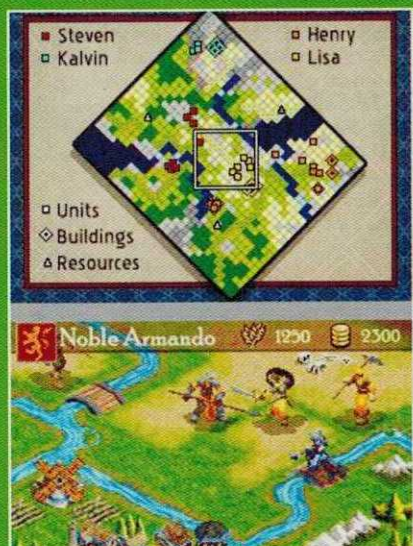 Steven
Kalvin
Henry
Lisa
Units
Buildings
Resources
Noble Armando 1250 2300